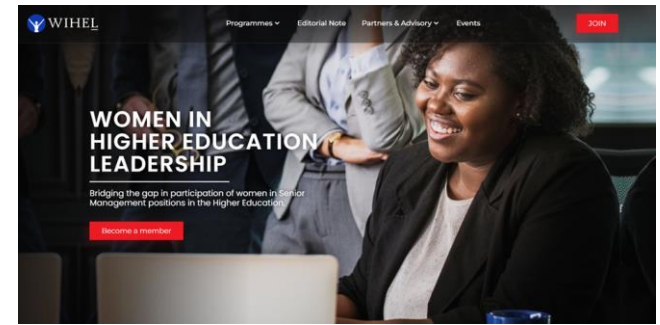 WIHEL
Programmes
Editorial Note
Partners & Advisory
Events
JOIN
WOMEN IN
HIGHER EDUCATION
LEADERSHIP
Bridging the gap in participation of women in Senior
Management positions in the Higher Education.
Become a member